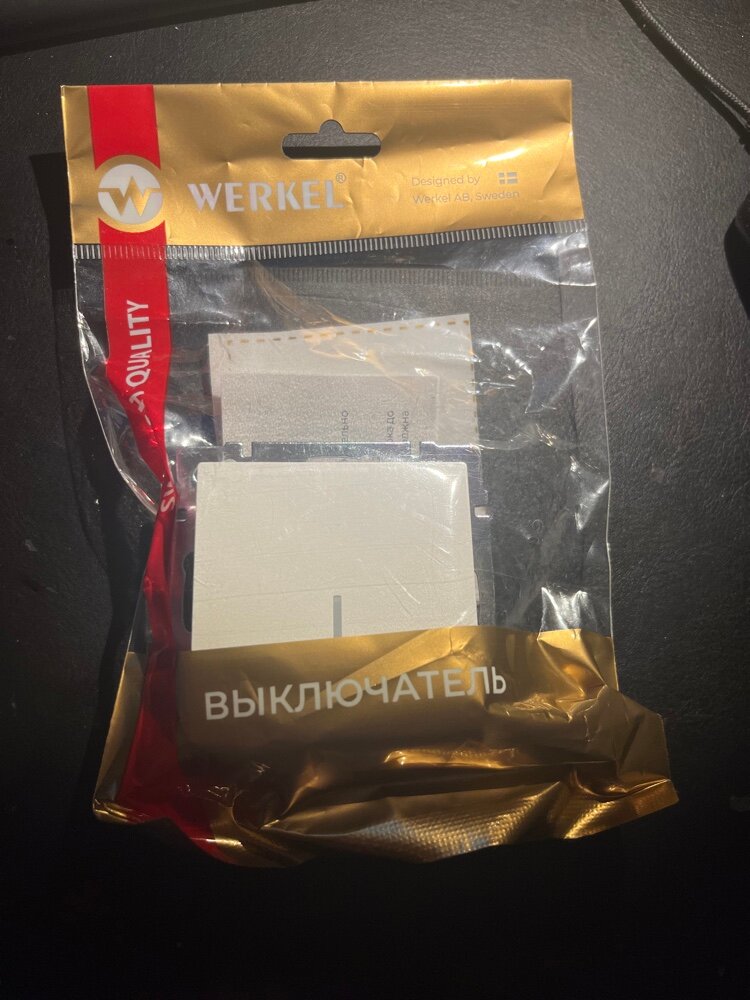 WERKEL®
Designed by
Werkel AB, Sweden
QUALITY
ВЫКЛЮЧАТЕЛЬ